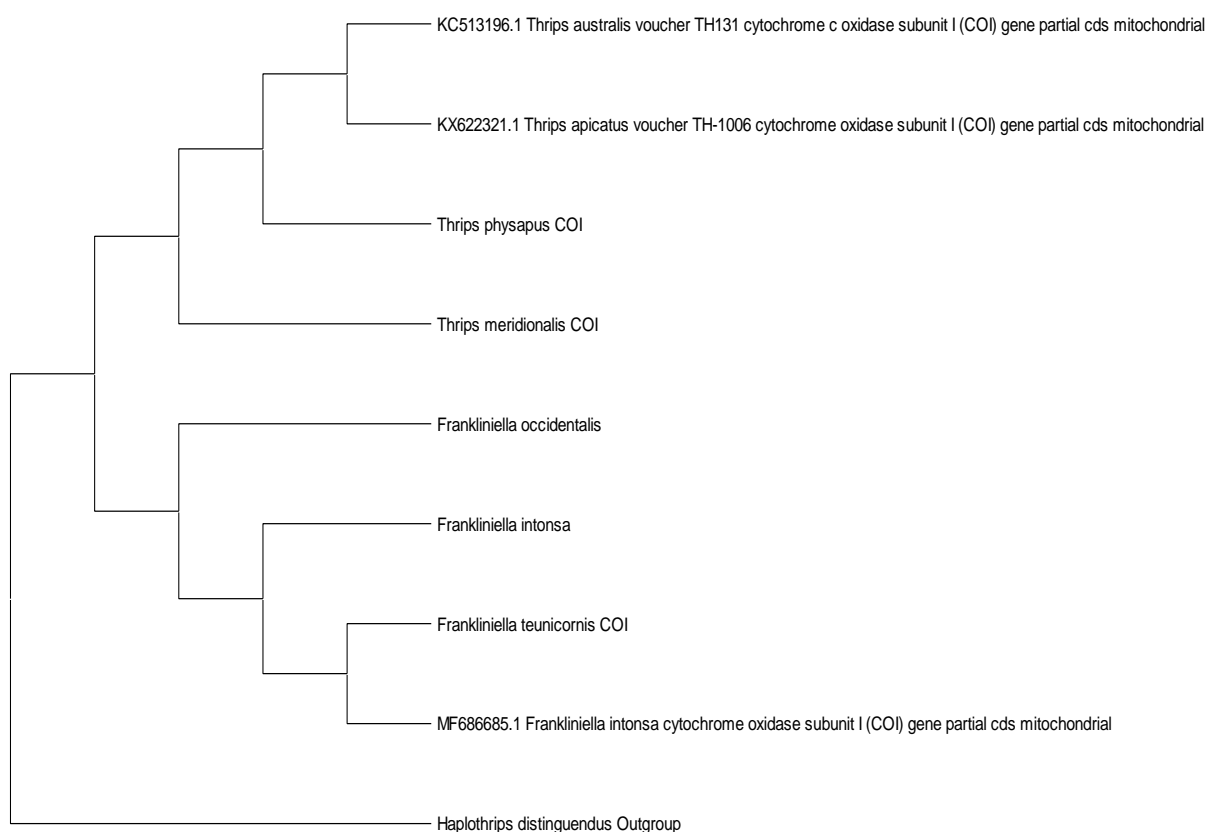 KC513196.1 Thrips australis voucher TH131 cytochrome c oxidase subunit I (COI) gene partial cds mitochondrial
KX622321.1 Thrips apicatus voucher TH-1006 cytochrome oxidase subunit I (COI) gene partial cds mitochondrial
Thrips physapus COI
Thrips meridionalis COI
Frankliniella occidentalis
Frankliniella intonsa
Frankliniella teunicornis COI
MF686685.1 Frankliniella intonsa cytochrome oxidase subunit I (COI) gene partial cds mitochondrial
Haplothrips distinguendus Outgroup